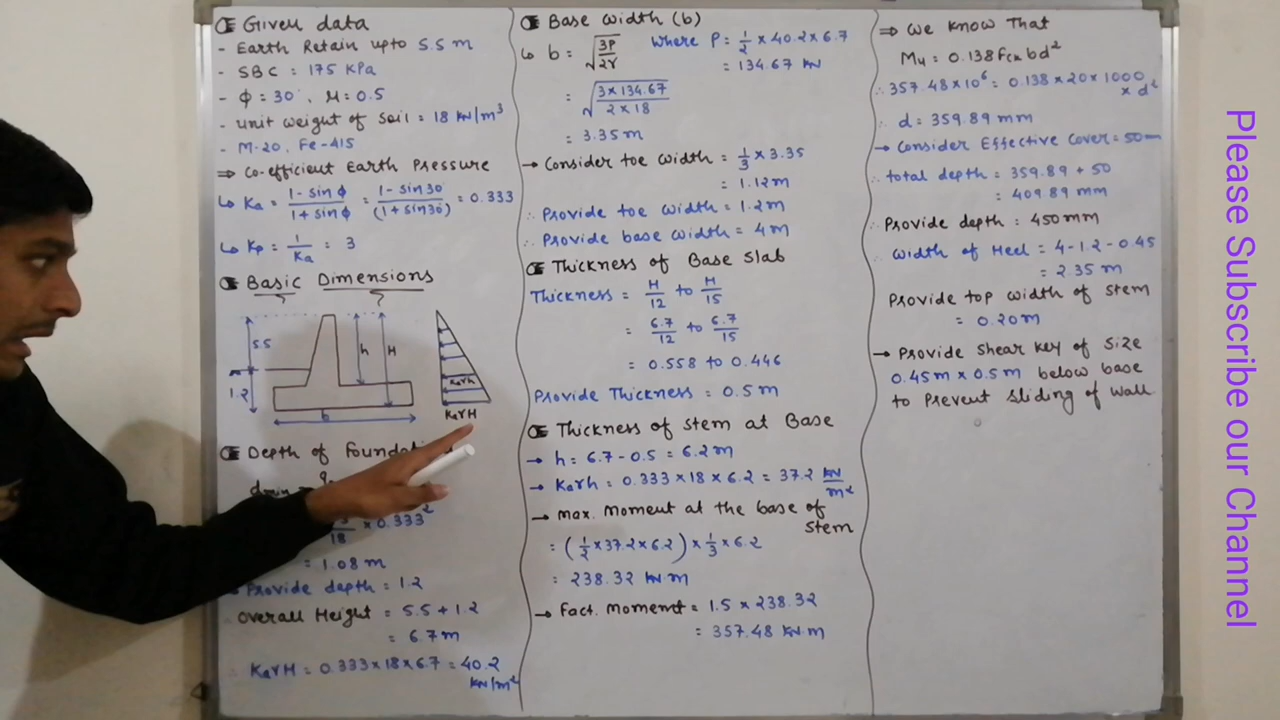 Given data
- Earth Retain upto 5.5 m
- SBC = 175 KPa
- Φ = 30°, μ = 0.5
- Unit weight of soil = 18 KN/m³
- M-20, Fe-415
⇒ Co-efficient Earth Pressure
↳ Ka = (1 - sin ϕ)/(1 + sin ϕ) = (1 - sin 30)/(1 + sin 30) = 0.333
↳ Kp = 1/Ka = 3
Basic Dimensions
5.5
1.2
h
H
b
Kaγh
KaγH
Depth of
dmin =
18 × 0.333²
= 1.08 m
Provide depth = 1.2
∴ Overall Height = 5.5 + 1.2
= 6.7 m
∴ KaγH = 0.333 × 18 × 6.7 = 40.2 KN/m²
Base width (b)
↳ b = √(3P/2γ) where P = 1/2 × 40.2 × 6.7
= 134.67 KN
= √((3 × 134.67)/(2 × 18))
= 3.35 m
→ Consider toe width = 1/3 × 3.35
= 1.12 m
∴ Provide toe width = 1.2 m
∴ Provide base width = 4 m
Thickness of Base Slab
Thickness = H/12 to H/15
= 6.7/12 to 6.7/15
= 0.558 to 0.446
Provide Thickness = 0.5 m
Thickness of stem at Base
→ h = 6.7 - 0.5 = 6.2 m
→ Kaγh = 0.333 × 18 × 6.2 = 37.2 KN/m²
→ max. Moment at the base of stem
= (1/2 × 37.2 × 6.2) × 1/3 × 6.2
= 238.32 KN·m
→ Fact. Moment = 1.5 × 238.32
= 357.48 KN·m
⇒ We Know That
Mu = 0.138 fck bd²
∴ 357.48 × 10⁶ = 0.138 × 20 × 1000 × d²
∴ d = 359.89 mm
→ Consider Effective Cover = 50 mm
∴ total depth = 359.89 + 50
= 409.89 mm
∴ Provide depth = 450 mm
∴ Width of Heel = 4 - 1.2 - 0.45
= 2.35 m
Provide top width of stem
= 0.20 m
→ Provide shear key of size
0.45m × 0.5m below base
to prevent sliding of wall
Please Subscribe our Channel